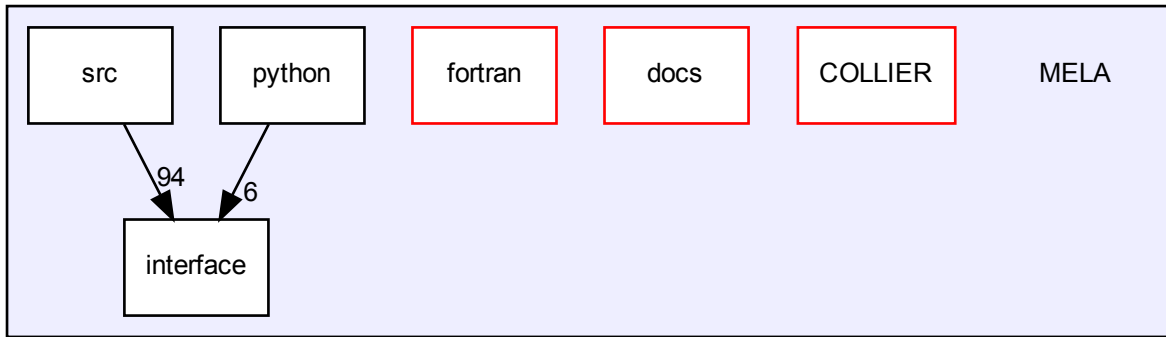 src
python
fortran
docs
COLLIER
MELA
94
6
interface